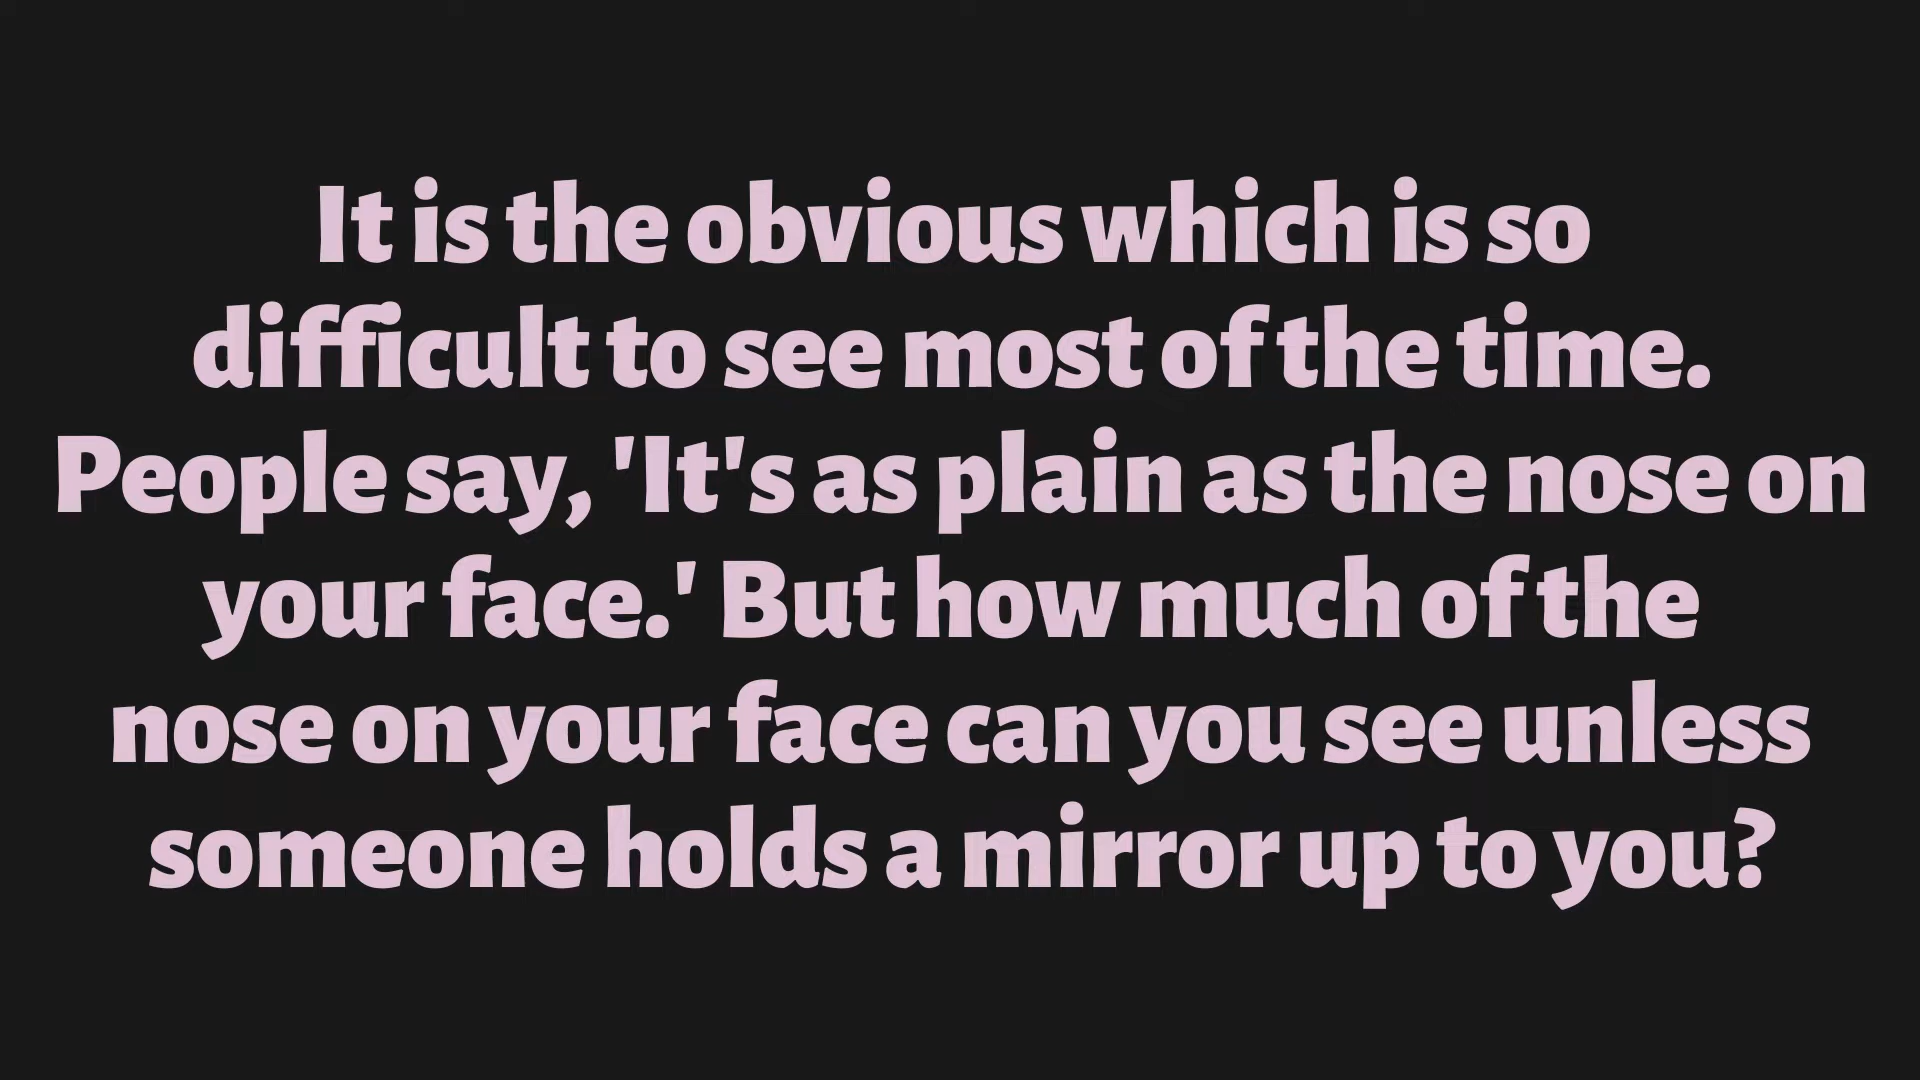 It is the obvious which is so
difficult to see most of the time.
People say, 'It's as plain as the nose on
your face.' But how much of the
nose on your face can you see unless
someone holds a mirror up to you?